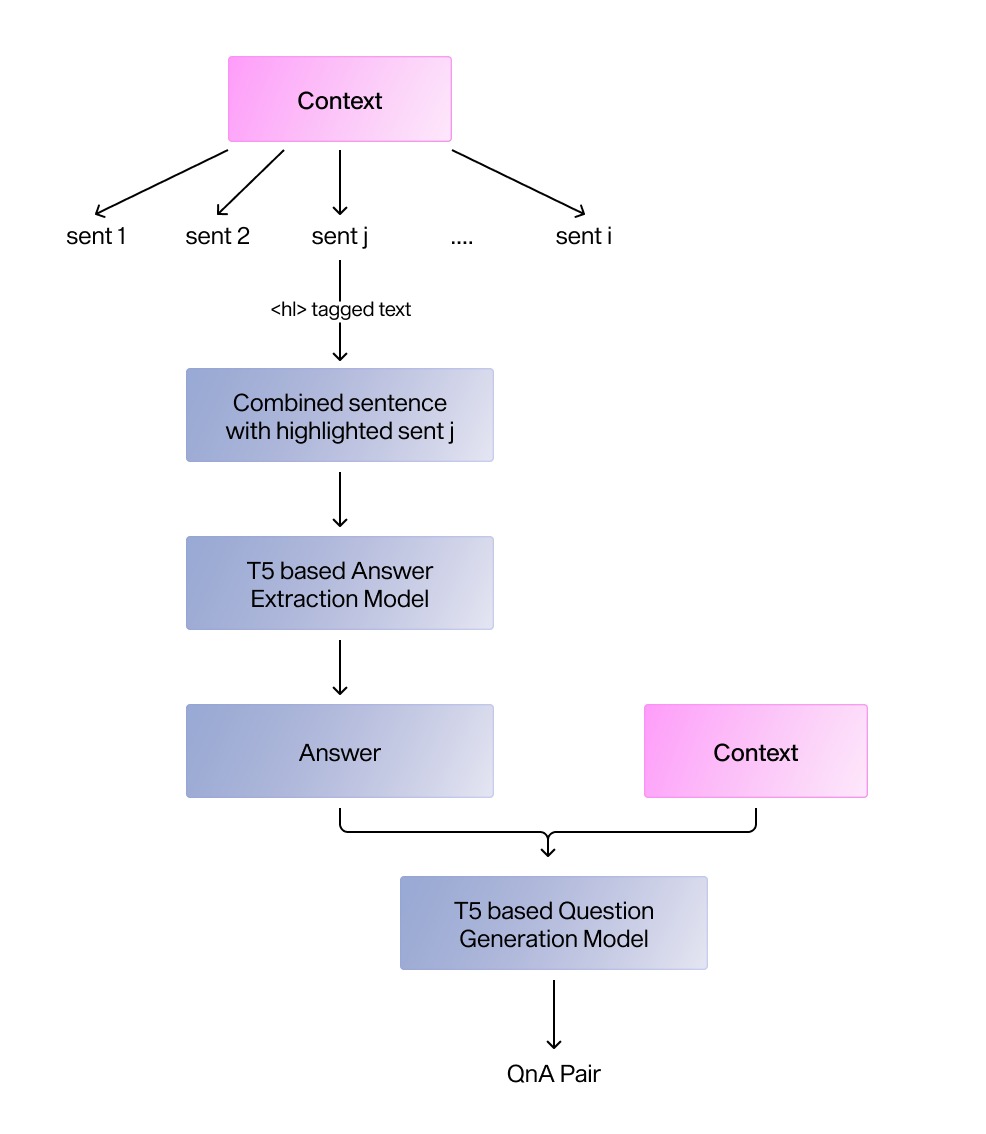 Context
sent 1
sent 2
sent j
....
sent i
<hl> tagged text
Combined sentence
with highlighted sent j
T5 based Answer
Extraction Model
Answer
Context
T5 based Question
Generation Model
QnA Pair